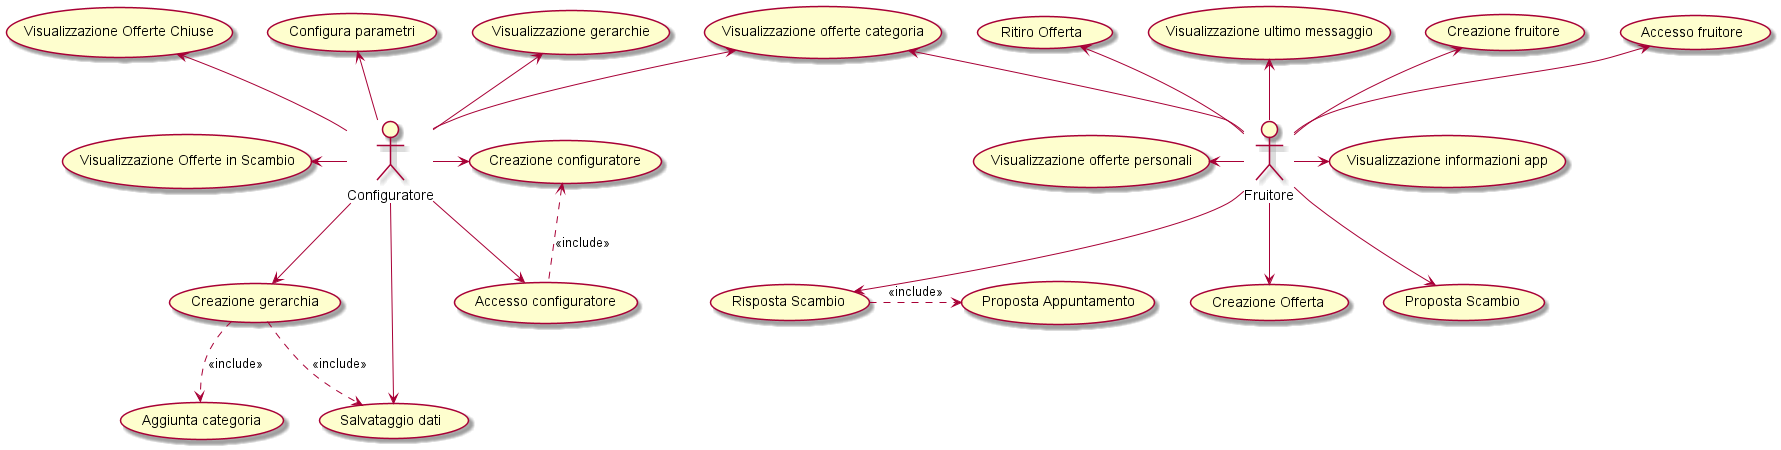 Visualizzazione Offerte Chiuse
Configura parametri
Visualizzazione gerarchie
Visualizzazione offerte categoria
Ritiro Offerta
Visualizzazione ultimo messaggio
Creazione fruitore
Accesso fruitore
Visualizzazione Offerte in Scambio
Creazione configuratore
Visualizzazione offerte personali
Visualizzazione informazioni app
Configuratore
Fruitore
«include»
Creazione gerarchia
Accesso configuratore
Risposta Scambio
«include»
Proposta Appuntamento
Creazione Offerta
Proposta Scambio
«include»
«include»
Aggiunta categoria
Salvataggio dati